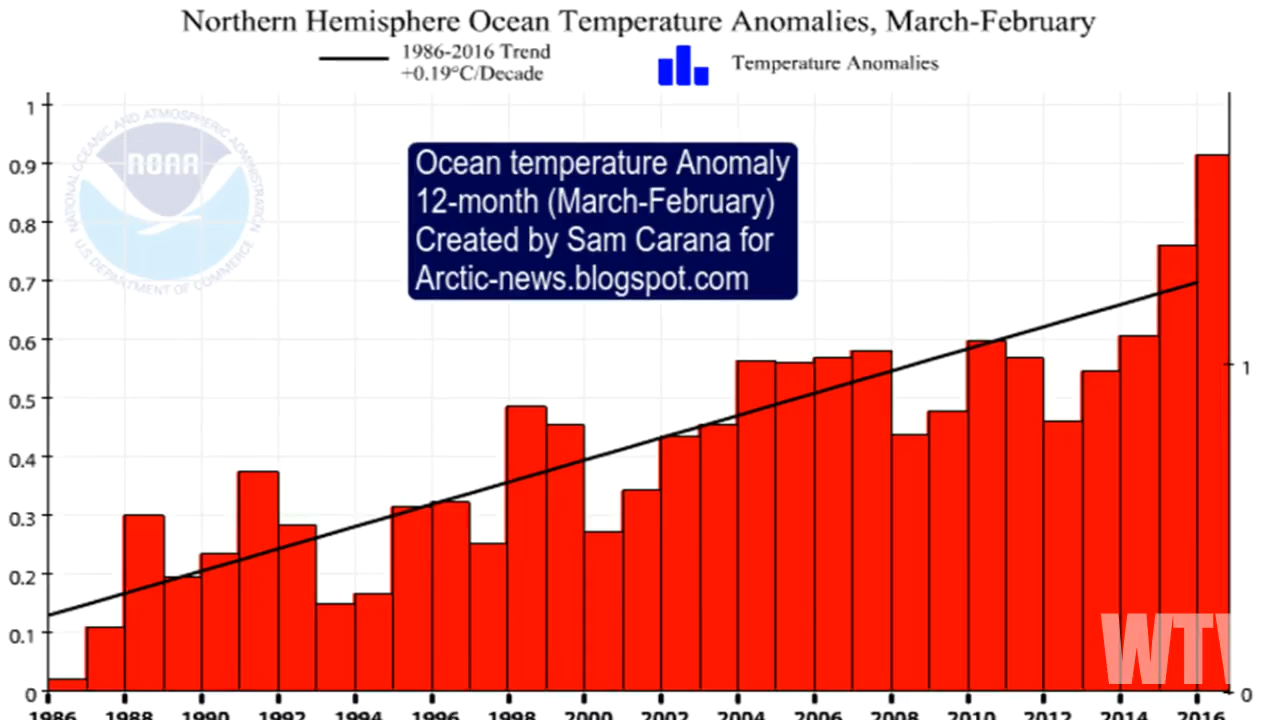 Northern Hemisphere Ocean Temperature Anomalies, March-February
1986-2016 Trend
+0.19°C/Decade
Temperature Anomalies
NATIONAL OCEANIC AND ATMOSPHERIC ADMINISTRATION
NOAA
U.S. DEPARTMENT OF COMMERCE
Ocean temperature Anomaly
12-month (March-February)
Created by Sam Carana for
Arctic-news.blogspot.com
1
0.9
0.8
0.7
0.6
0.5
0.4
0.3
0.2
0.1
0
1
0
WTV
1986 1988 1990 1992 1994 1996 1998 2000 2002 2004 2006 2008 2010 2012 2014 2016